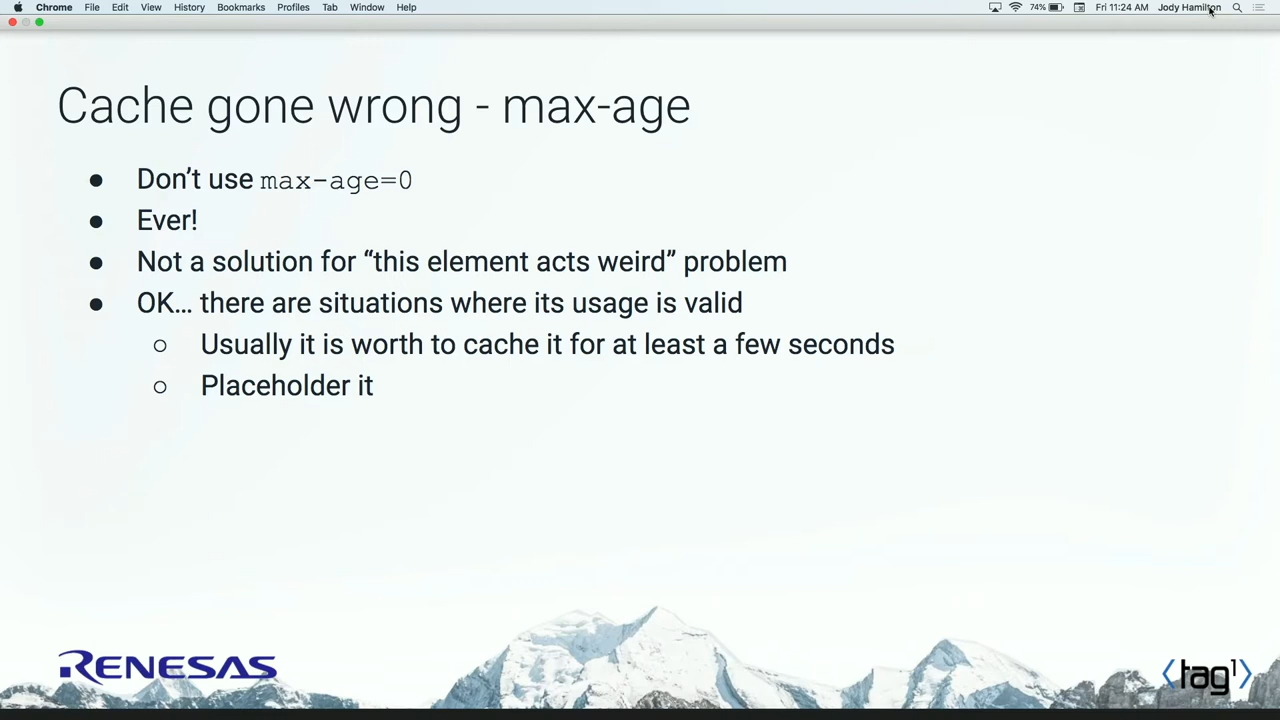 Chrome File Edit View History Bookmarks Profiles Tab Window Help 74% Fri 11:24 AM Jody Hamilton
Cache gone wrong - max-age
● Don’t use max-age=0
● Ever!
● Not a solution for “this element acts weird” problem
● OK… there are situations where its usage is valid
○ Usually it is worth to cache it for at least a few seconds
○ Placeholder it
RENESAS
tag1